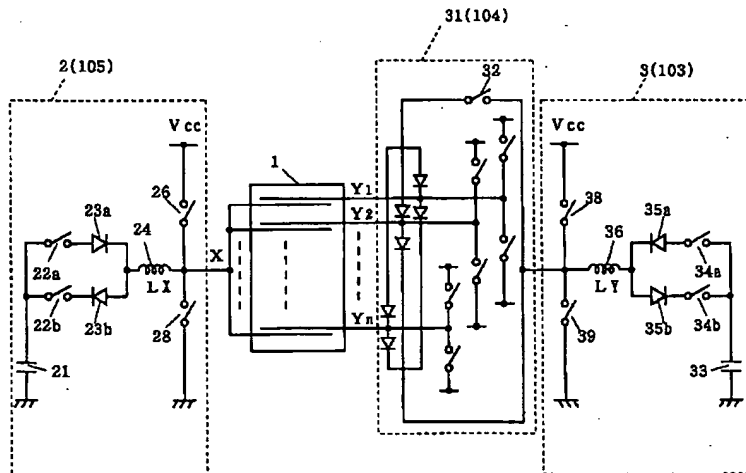 31(104)
2(105)
32
3(103)
Vcc
Vcc
1
26
23a
24
Y1
Y2
38
35a
36
X
22a
LX
LY
34a
22b
23b
28
Yn
39
35b
34b
21
33